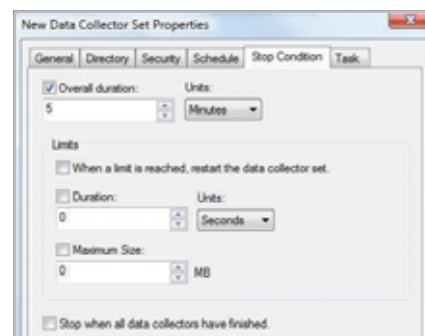 New Data Collector Set Properties
General Directory Security Schedule Stop Condition Task
Overall duration: Units:
5 Minutes
Limits
When a limit is reached, restart the data collector set.
Duration: Units:
0 Seconds
Maximum Size:
0 MB
Stop when all data collectors have finished.